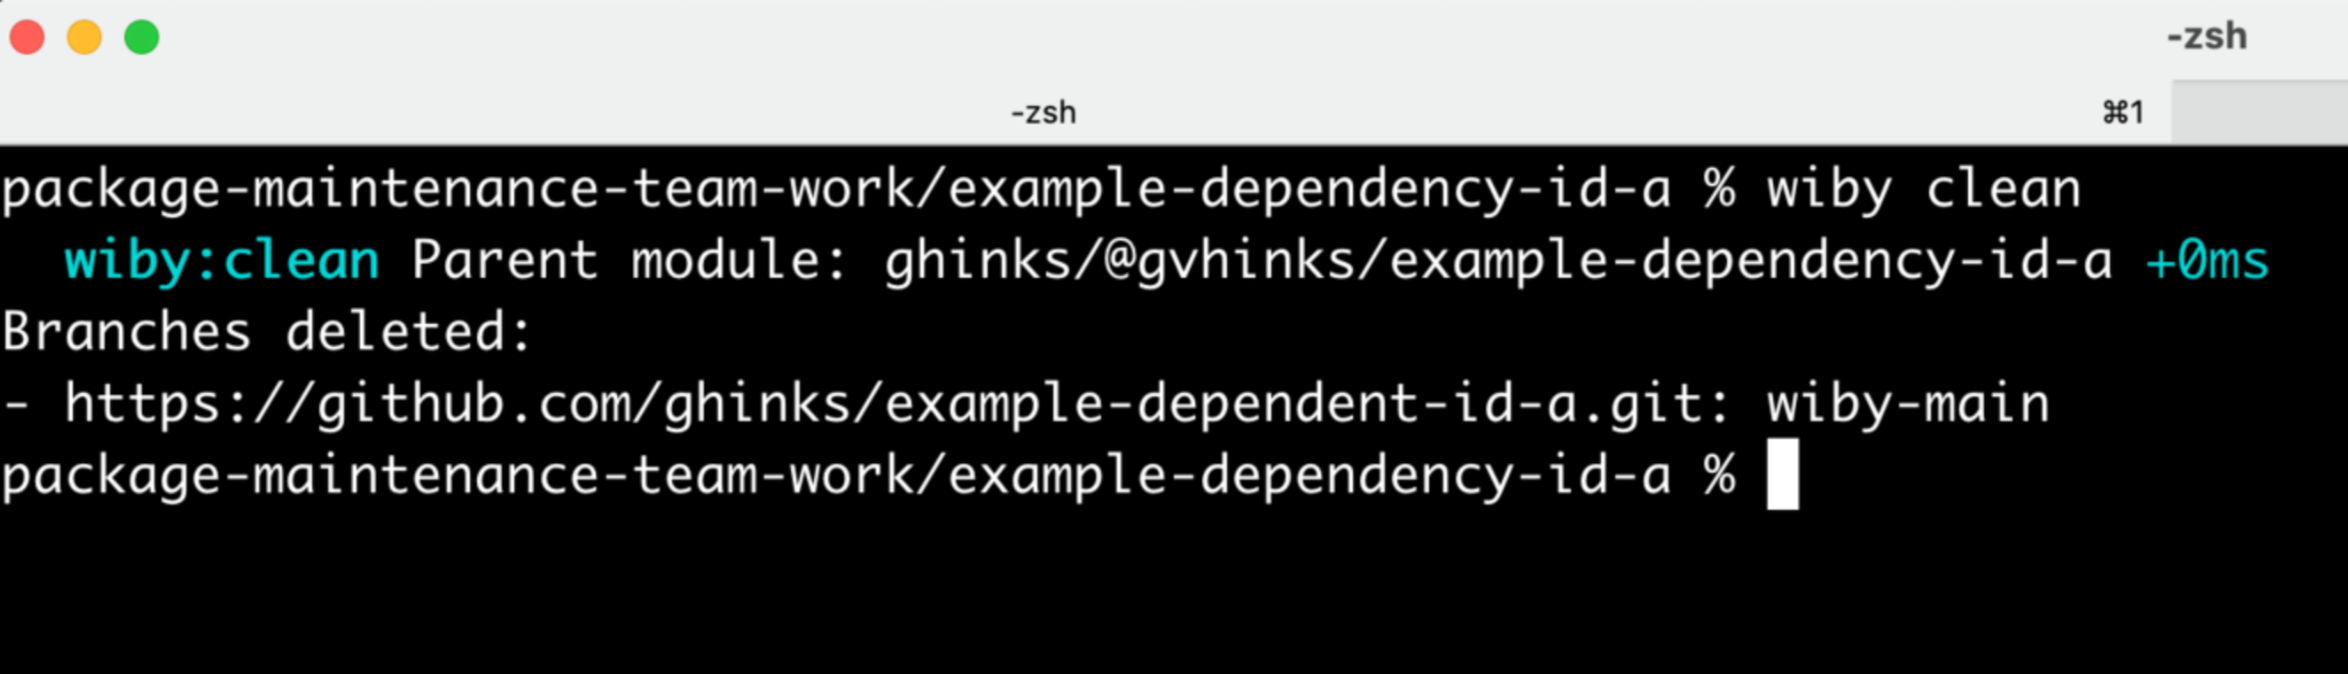 -zsh
-zsh ⌘1
package-maintenance-team-work/example-dependency-id-a % wiby clean
  wiby:clean Parent module: ghinks/@gvhinks/example-dependency-id-a +0ms
Branches deleted:
- https://github.com/ghinks/example-dependent-id-a.git: wiby-main
package-maintenance-team-work/example-dependency-id-a %